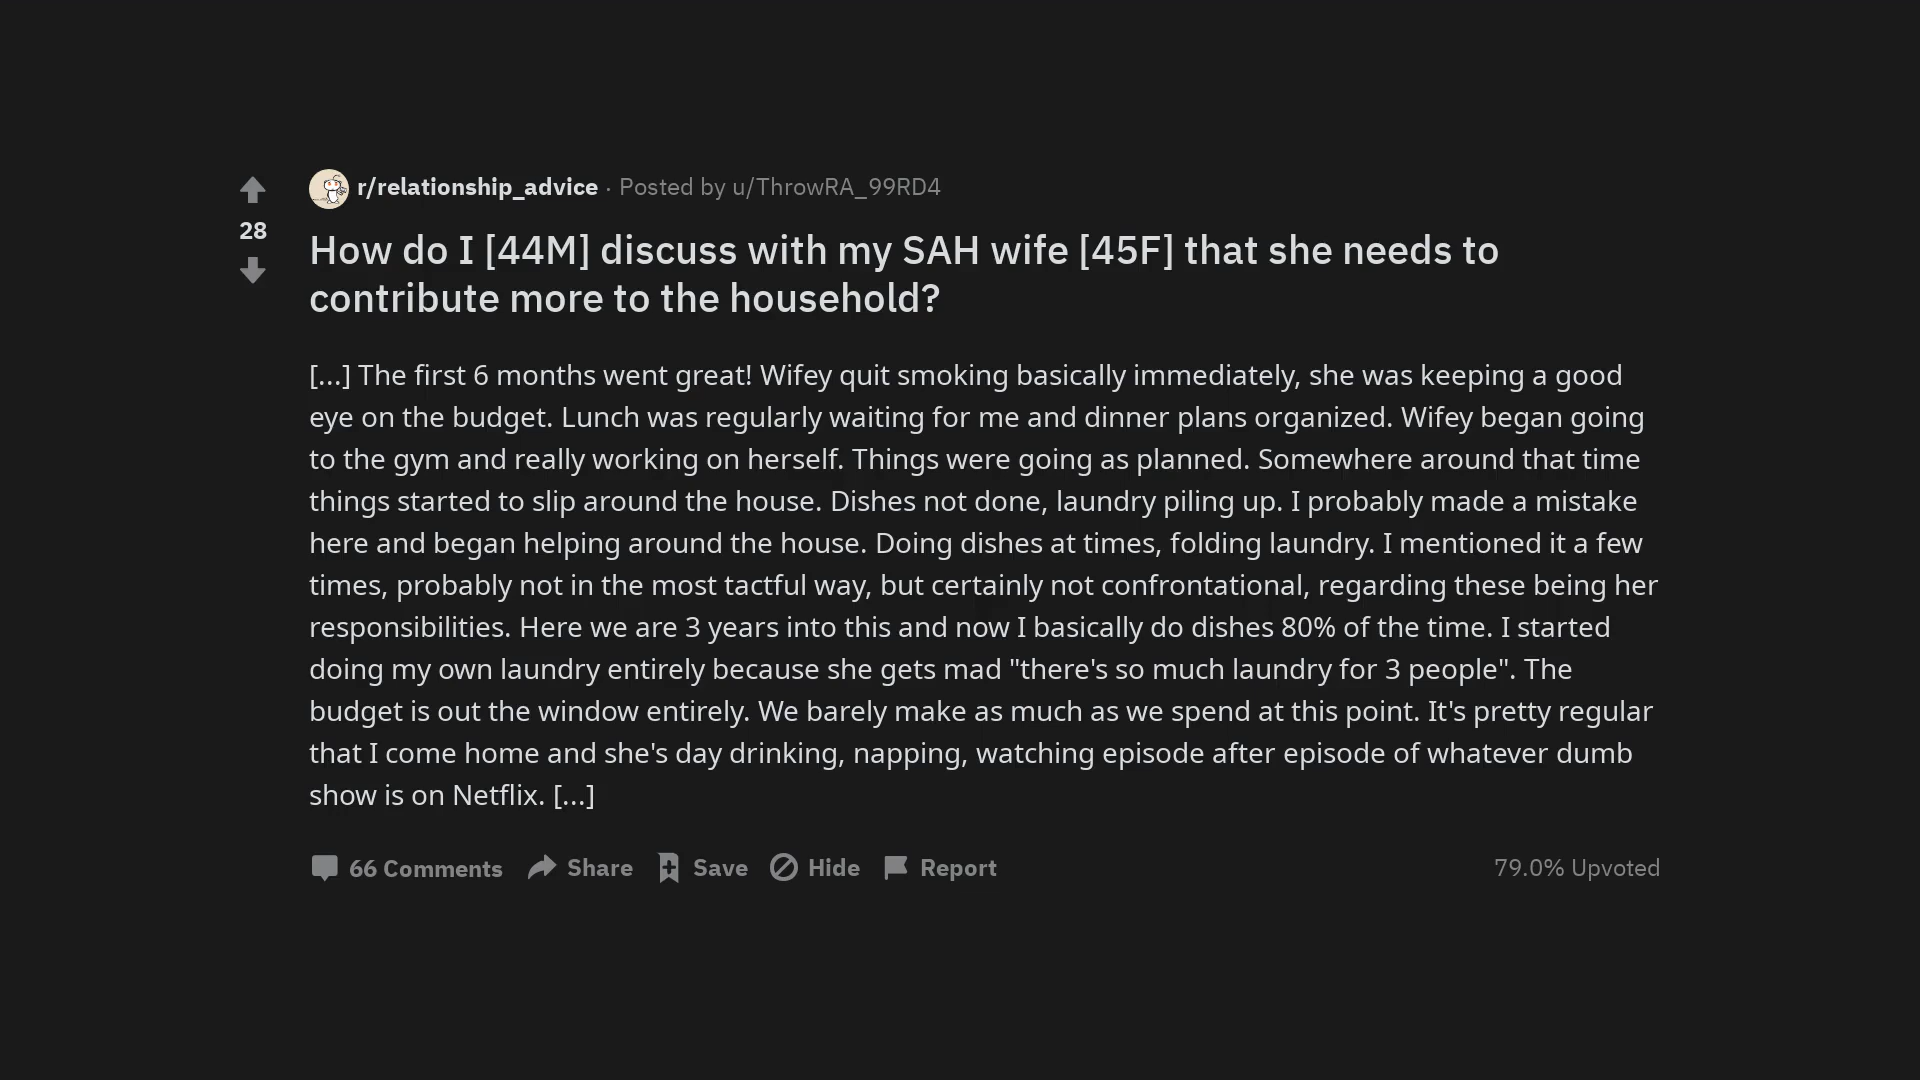 r/relationship_advice · Posted by u/ThrowRA_99RD4
28
How do I [44M] discuss with my SAH wife [45F] that she needs to
contribute more to the household?
[...] The first 6 months went great! Wifey quit smoking basically immediately, she was keeping a good
eye on the budget. Lunch was regularly waiting for me and dinner plans organized. Wifey began going
to the gym and really working on herself. Things were going as planned. Somewhere around that time
things started to slip around the house. Dishes not done, laundry piling up. I probably made a mistake
here and began helping around the house. Doing dishes at times, folding laundry. I mentioned it a few
times, probably not in the most tactful way, but certainly not confrontational, regarding these being her
responsibilities. Here we are 3 years into this and now I basically do dishes 80% of the time. I started
doing my own laundry entirely because she gets mad "there's so much laundry for 3 people". The
budget is out the window entirely. We barely make as much as we spend at this point. It's pretty regular
that I come home and she's day drinking, napping, watching episode after episode of whatever dumb
show is on Netflix. [...]
66 Comments Share Save Hide Report 79.0% Upvoted